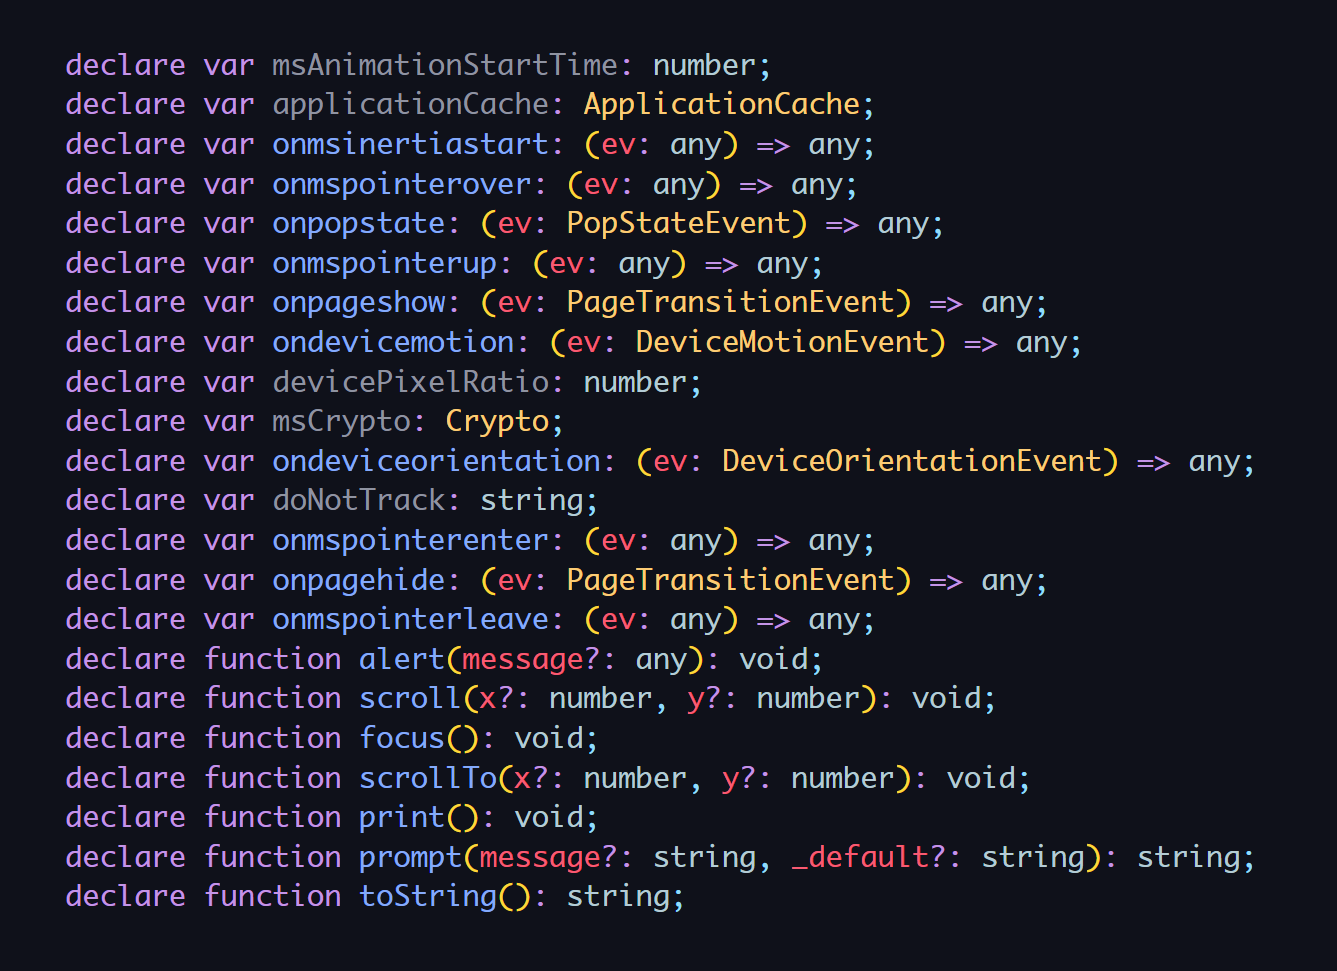 declare var msAnimationStartTime: number;
declare var applicationCache: ApplicationCache;
declare var onmsinertiastart: (ev: any) => any;
declare var onmspointerover: (ev: any) => any;
declare var onpopstate: (ev: PopStateEvent) => any;
declare var onmspointerup: (ev: any) => any;
declare var onpageshow: (ev: PageTransitionEvent) => any;
declare var ondevicemotion: (ev: DeviceMotionEvent) => any;
declare var devicePixelRatio: number;
declare var msCrypto: Crypto;
declare var ondeviceorientation: (ev: DeviceOrientationEvent) => any;
declare var doNotTrack: string;
declare var onmspointerenter: (ev: any) => any;
declare var onpagehide: (ev: PageTransitionEvent) => any;
declare var onmspointerleave: (ev: any) => any;
declare function alert(message?: any): void;
declare function scroll(x?: number, y?: number): void;
declare function focus(): void;
declare function scrollTo(x?: number, y?: number): void;
declare function print(): void;
declare function prompt(message?: string, _default?: string): string;
declare function toString(): string;